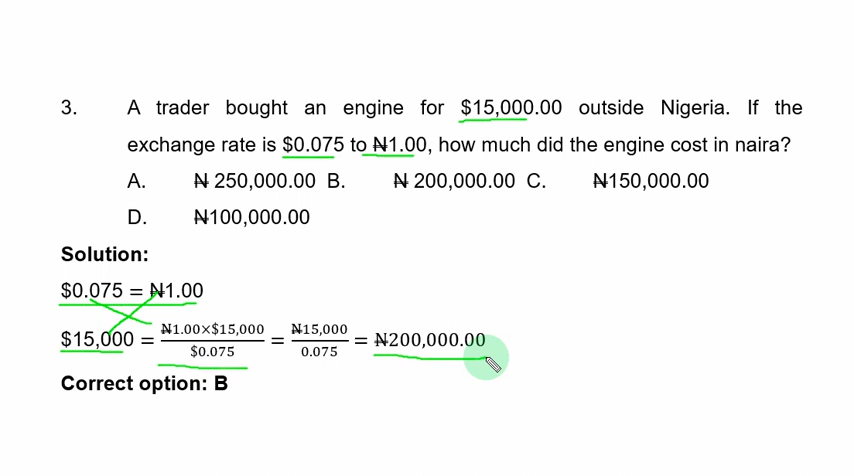 3. A trader bought an engine for $15,000.00 outside Nigeria. If the
exchange rate is $0.075 to ₦1.00, how much did the engine cost in naira?
A. ₦ 250,000.00 B. ₦ 200,000.00 C. ₦150,000.00
D. ₦100,000.00
Solution:
$0.075 = ₦1.00
$15,000 = ₦1.00×$15,000 / $0.075 = ₦15,000 / 0.075 = ₦200,000.00
Correct option: B